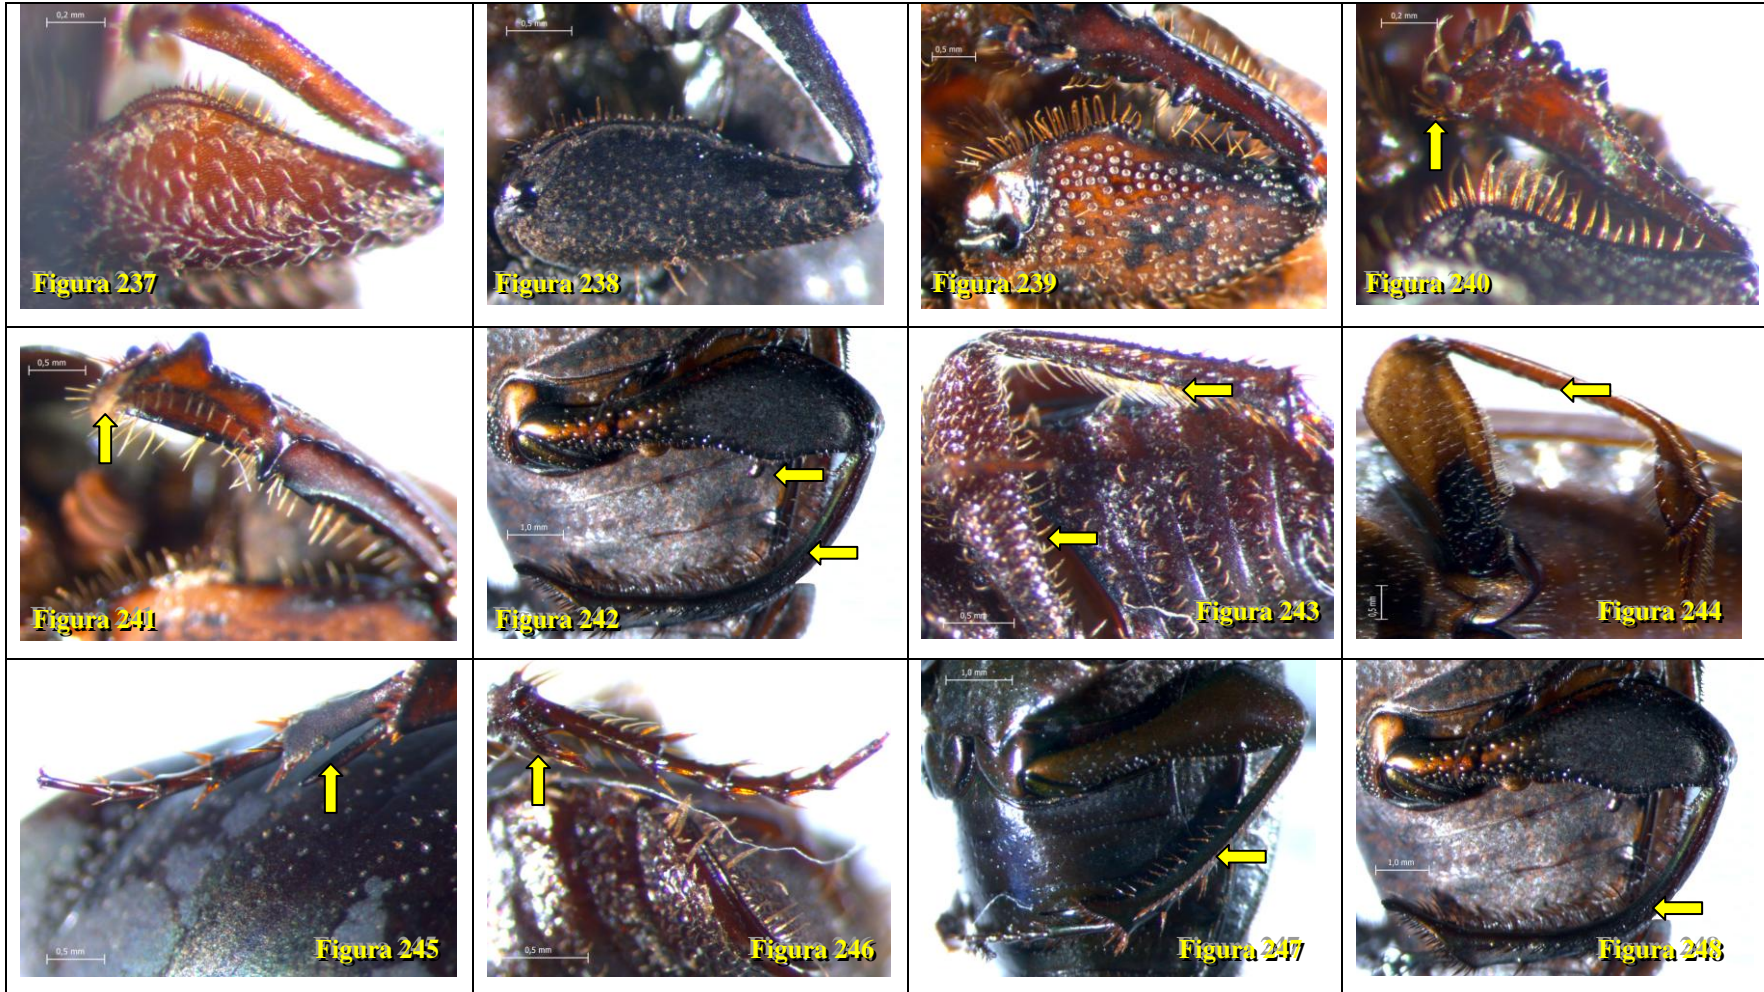 0,2 mm
Figura 237
0,5 mm
Figura 238
0,5 mm
Figura 239
0,2 mm
Figura 240
0,5 mm
Figura 241
1,0 mm
Figura 242
0,5 mm
Figura 243
0,5 mm
Figura 244
0,5 mm
Figura 245
0,5 mm
Figura 246
1,0 mm
Figura 247
1,0 mm
Figura 248